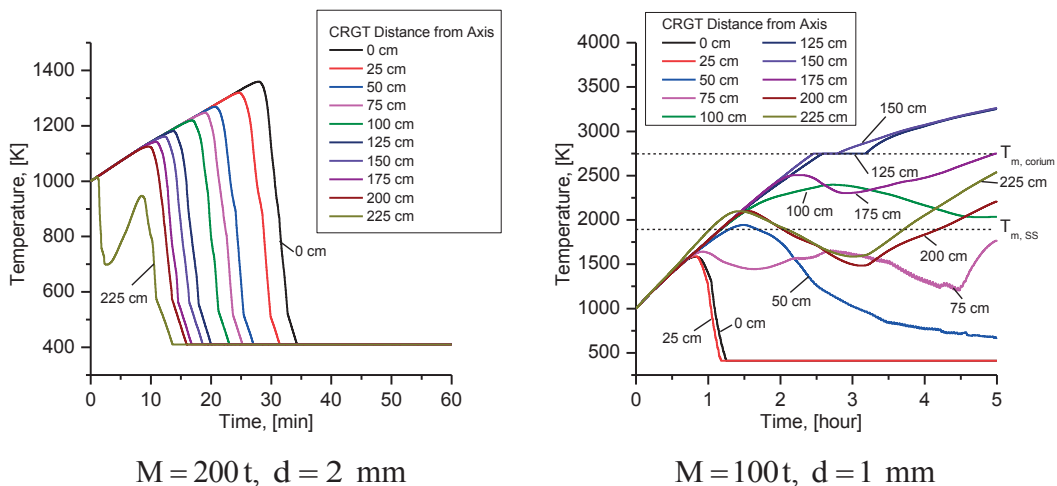 CRGT Distance from Axis
0 cm
25 cm
50 cm
75 cm
100 cm
125 cm
150 cm
175 cm
200 cm
225 cm
Temperature, [K]
1400
1200
1000
800
600
400
0 cm
225 cm
0 10 20 30 40 50 60
Time, [min]
M = 200 t, d = 2 mm
CRGT Distance from Axis
0 cm 125 cm
25 cm 150 cm
50 cm 175 cm
75 cm 200 cm
100 cm 225 cm
Temperature, [K]
4000
3500
3000
2500
2000
1500
1000
500
150 cm
T m, corium
125 cm
225 cm
100 cm
175 cm
T m, SS
200 cm
50 cm
75 cm
25 cm
0 cm
0 1 2 3 4 5
Time, [hour]
M = 100 t, d = 1 mm